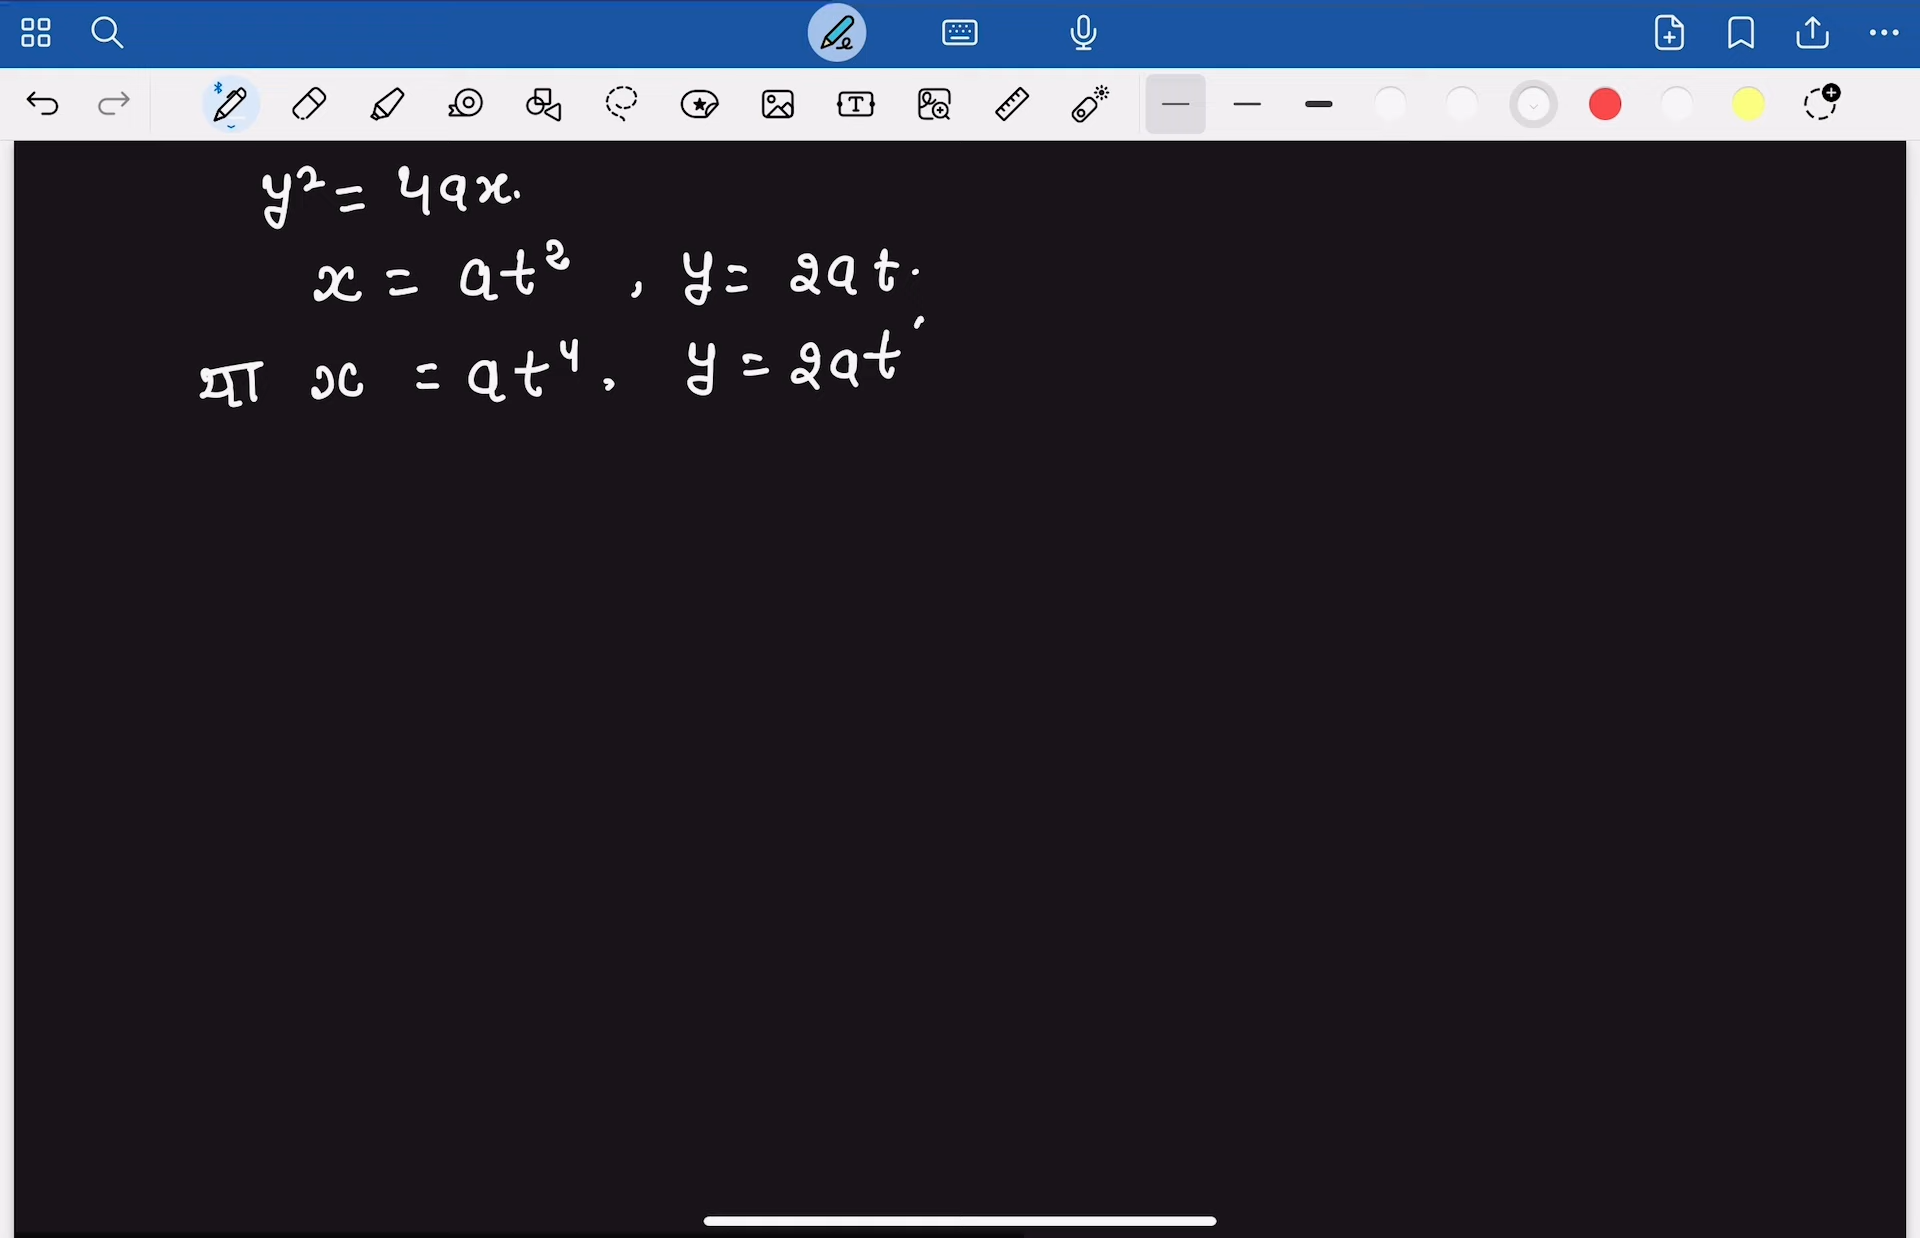 y² = 4ax.
x = at² , y = 2at.
या x = at⁴, y = 2at